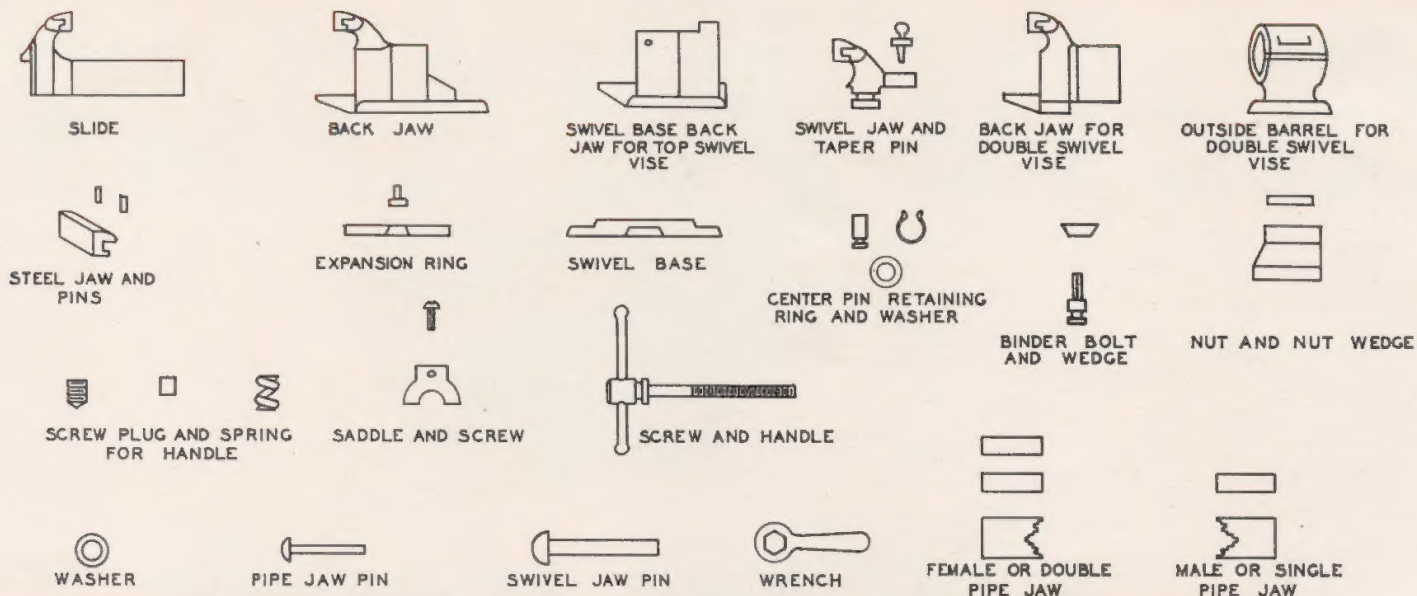 SLIDE
BACK JAW
SWIVEL BASE BACK
JAW FOR TOP SWIVEL
VISE
SWIVEL JAW AND
TAPER PIN
BACK JAW FOR
DOUBLE SWIVEL
VISE
OUTSIDE BARREL FOR
DOUBLE SWIVEL
VISE
STEEL JAW AND
PINS
EXPANSION RING
SWIVEL BASE
CENTER PIN RETAINING
RING AND WASHER
BINDER BOLT
AND WEDGE
NUT AND NUT WEDGE
SCREW PLUG AND SPRING
FOR HANDLE
SADDLE AND SCREW
SCREW AND HANDLE
WASHER
PIPE JAW PIN
SWIVEL JAW PIN
WRENCH
FEMALE OR DOUBLE
PIPE JAW
MALE OR SINGLE
PIPE JAW